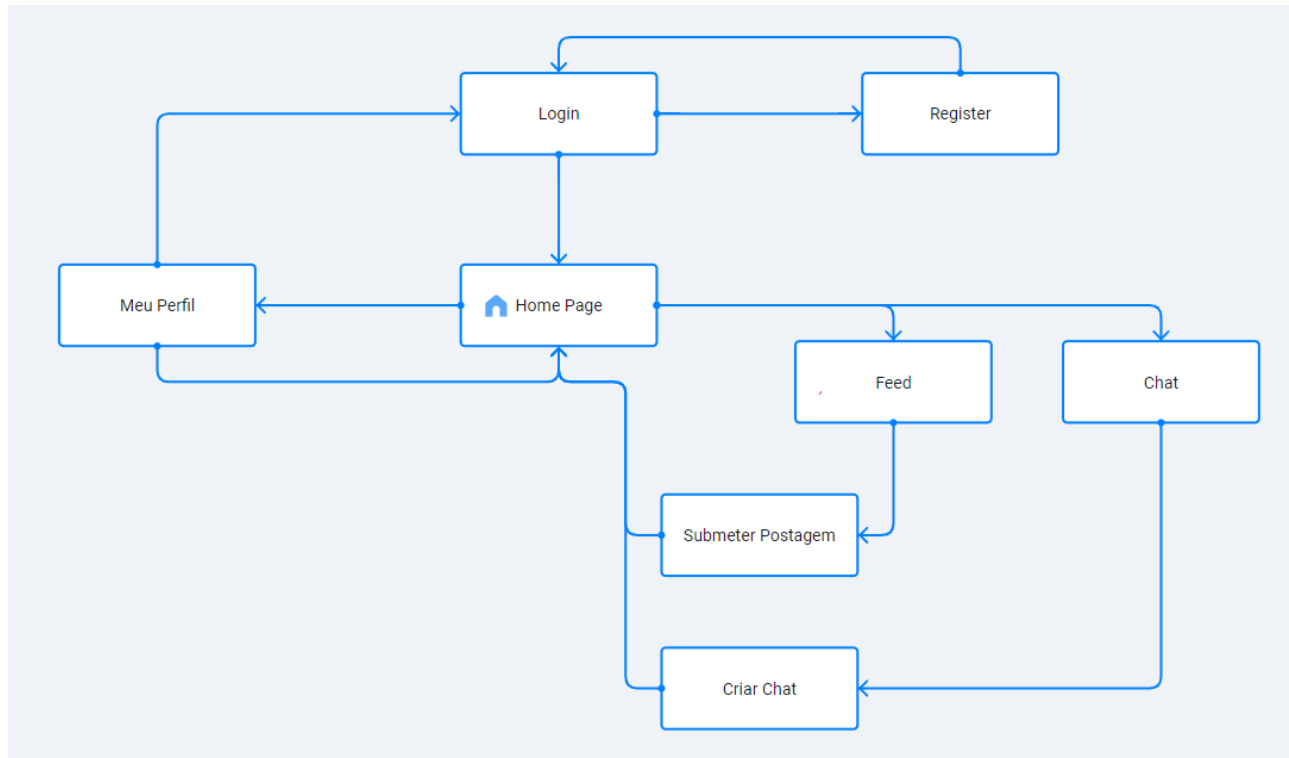 Login
Register
Meu Perfil
Home Page
Feed
Chat
Submeter Postagem
Criar Chat